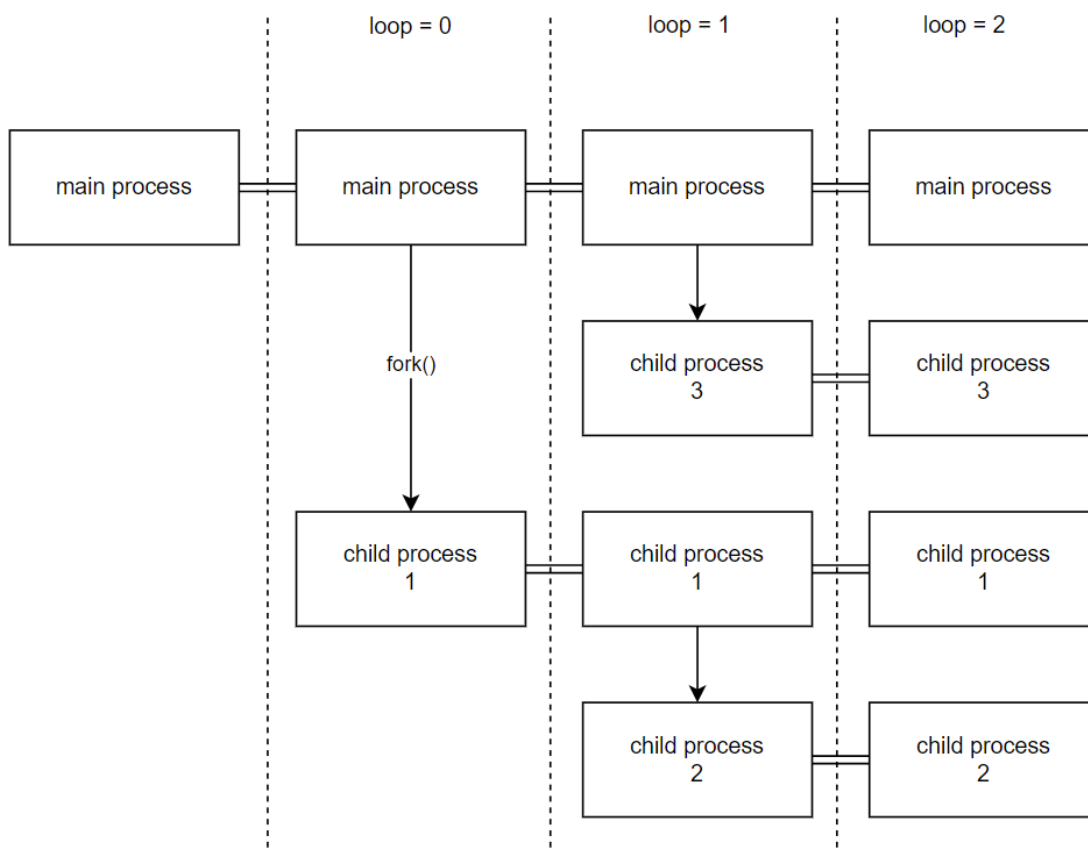 loop = 0
loop = 1
loop = 2
main process
main process
main process
main process
fork()
child process
3
child process
3
child process
1
child process
1
child process
1
child process
2
child process
2